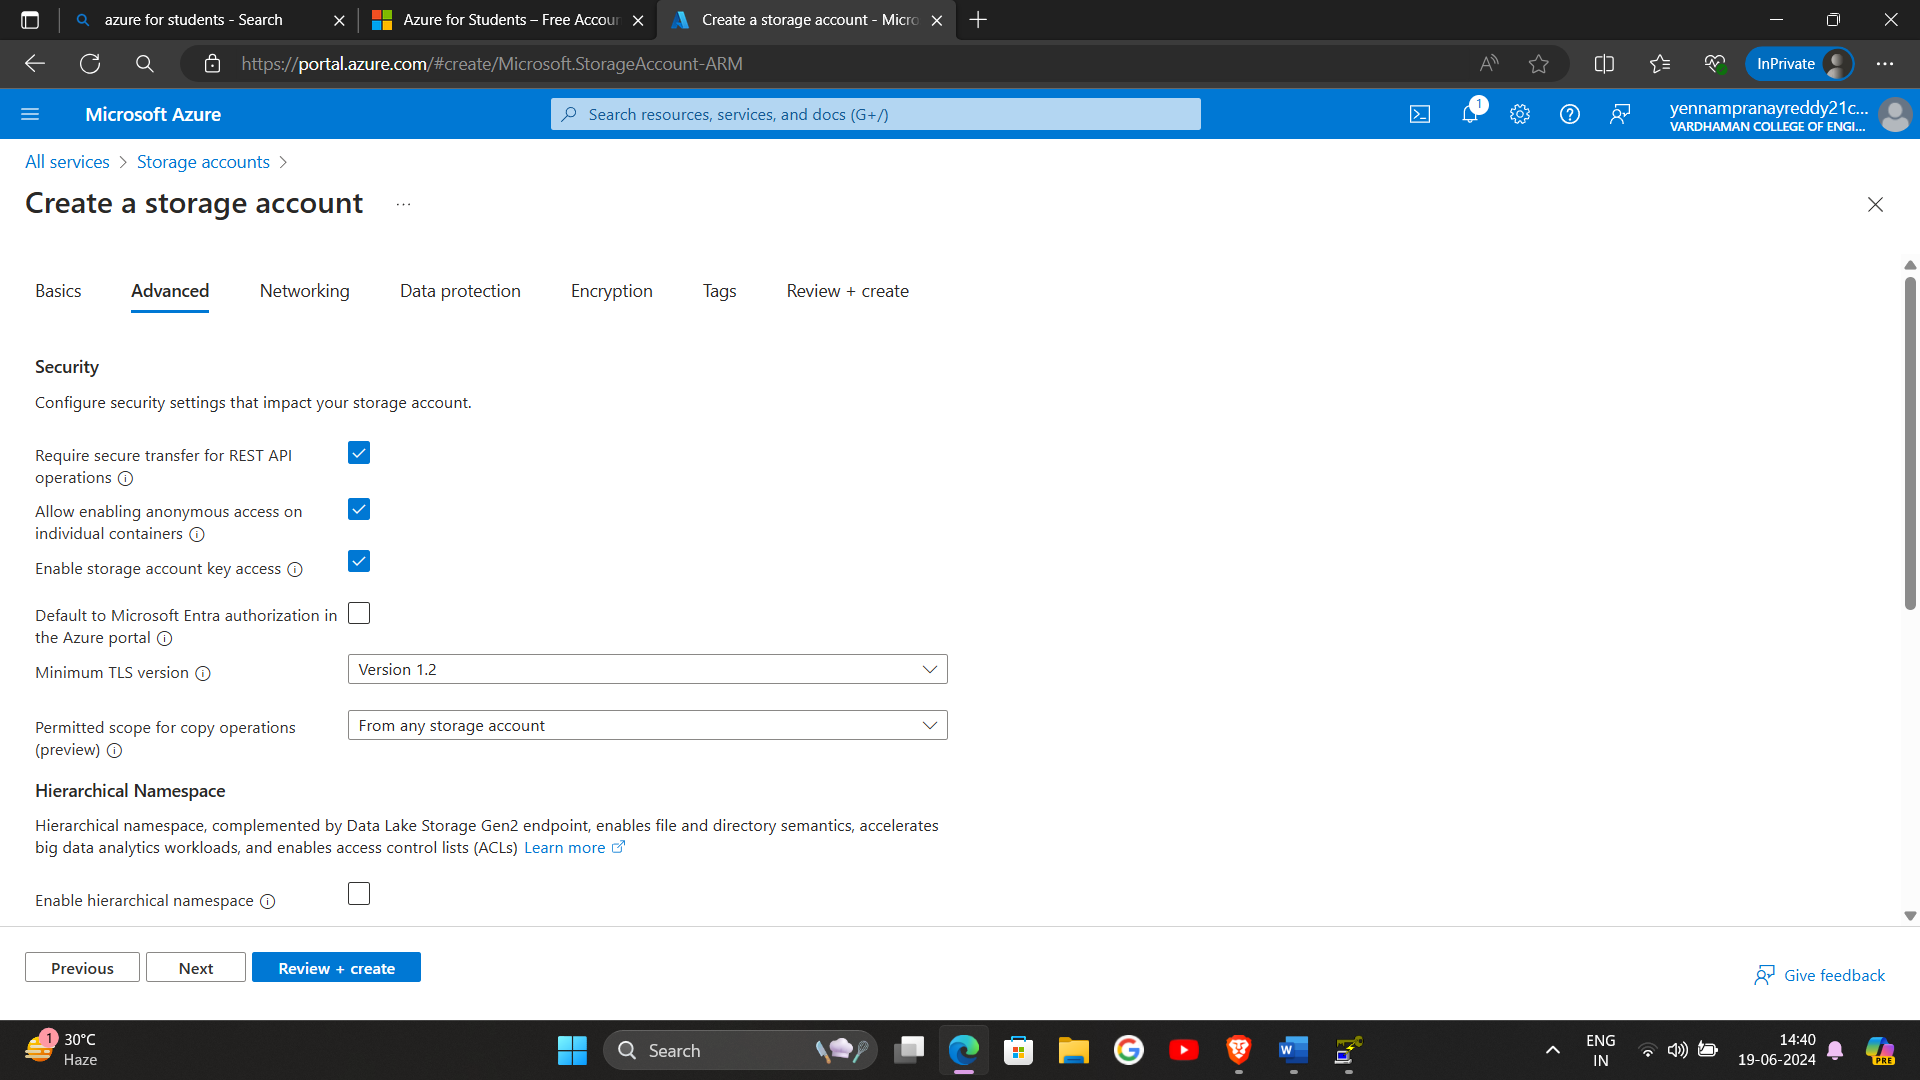 azure for students - Search
Azure for Students – Free Accoun
Create a storage account - Micro
https://portal.azure.com/#create/Microsoft.StorageAccount-ARM
InPrivate
Microsoft Azure
Search resources, services, and docs (G+/)
1
yennampranayreddy21c...
VARDHAMAN COLLEGE OF ENGI...
All services > Storage accounts >
Create a storage account ...
Basics
Advanced
Networking
Data protection
Encryption
Tags
Review + create
Security
Configure security settings that impact your storage account.
Require secure transfer for REST API
operations
Allow enabling anonymous access on
individual containers
Enable storage account key access
Default to Microsoft Entra authorization in
the Azure portal
Minimum TLS version
Version 1.2
Permitted scope for copy operations
(preview)
From any storage account
Hierarchical Namespace
Hierarchical namespace, complemented by Data Lake Storage Gen2 endpoint, enables file and directory semantics, accelerates
big data analytics workloads, and enables access control lists (ACLs) Learn more
Enable hierarchical namespace
Previous
Next
Review + create
Give feedback
1
30°C
Haze
Search
W
ENG
IN
14:40
19-06-2024
PRE